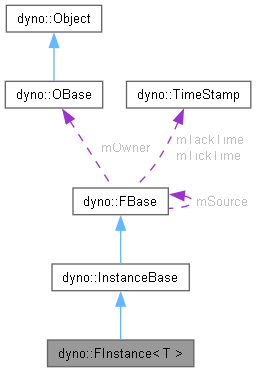 dyno::Object
dyno::OBase
dyno::TimeStamp
mOwner
mTackTime
mTickTime
dyno::FBase
mSource
dyno::InstanceBase
dyno::FInstance< T >